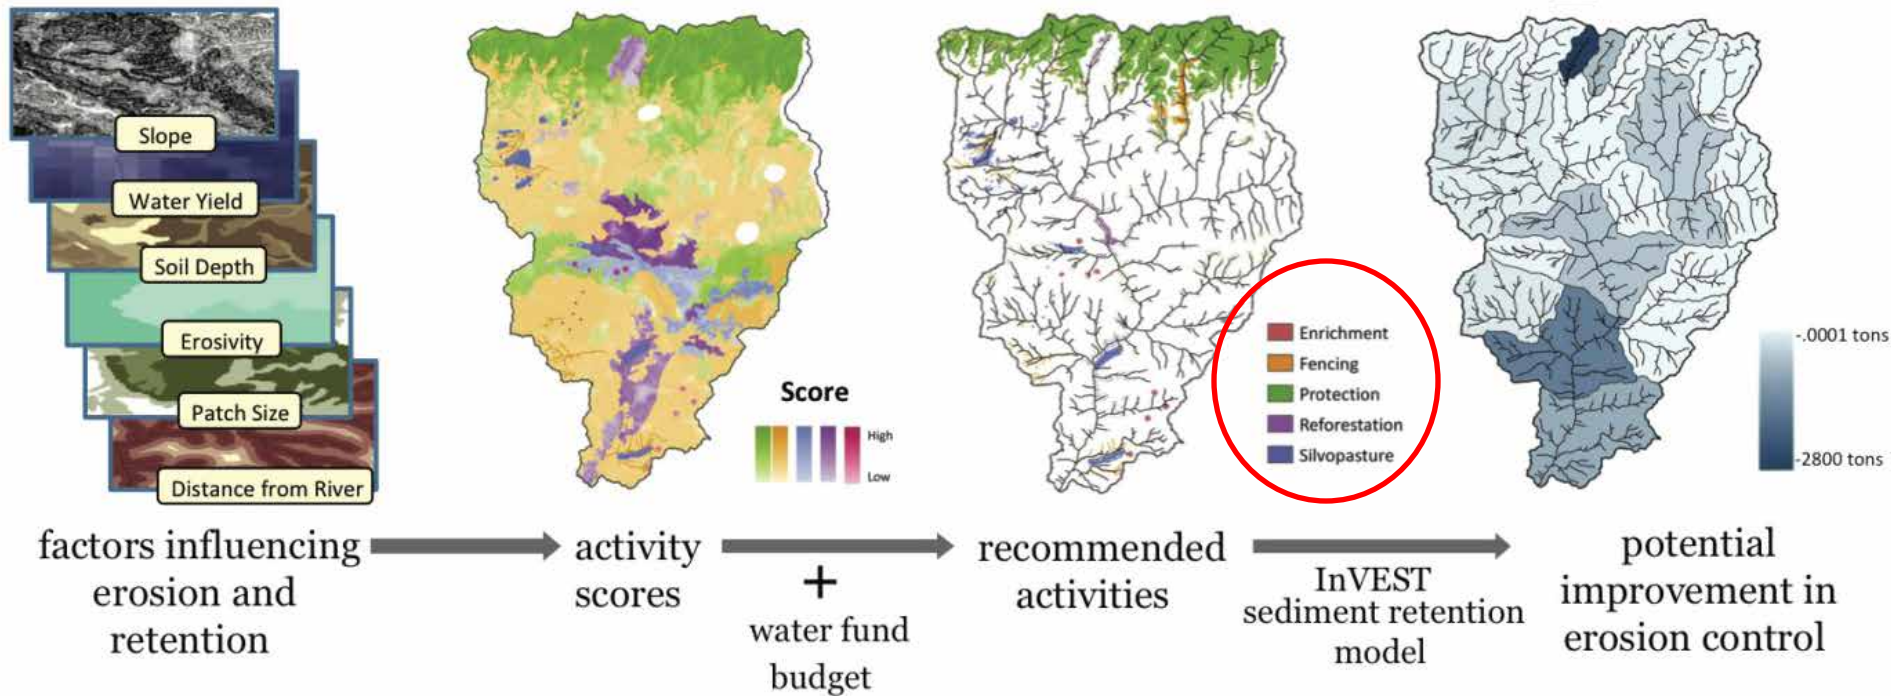 Slope
Water Yield
Soil Depth
Erosivity
Patch Size
Distance from River
Score
High
Low
Enrichment
Fencing
Protection
Reforestation
Silvopasture
-.0001 tons
-2800 tons
factors influencing
erosion and
retention
activity
scores
+
water fund
budget
recommended
activities
InVEST
sediment retention
model
potential
improvement in
erosion control